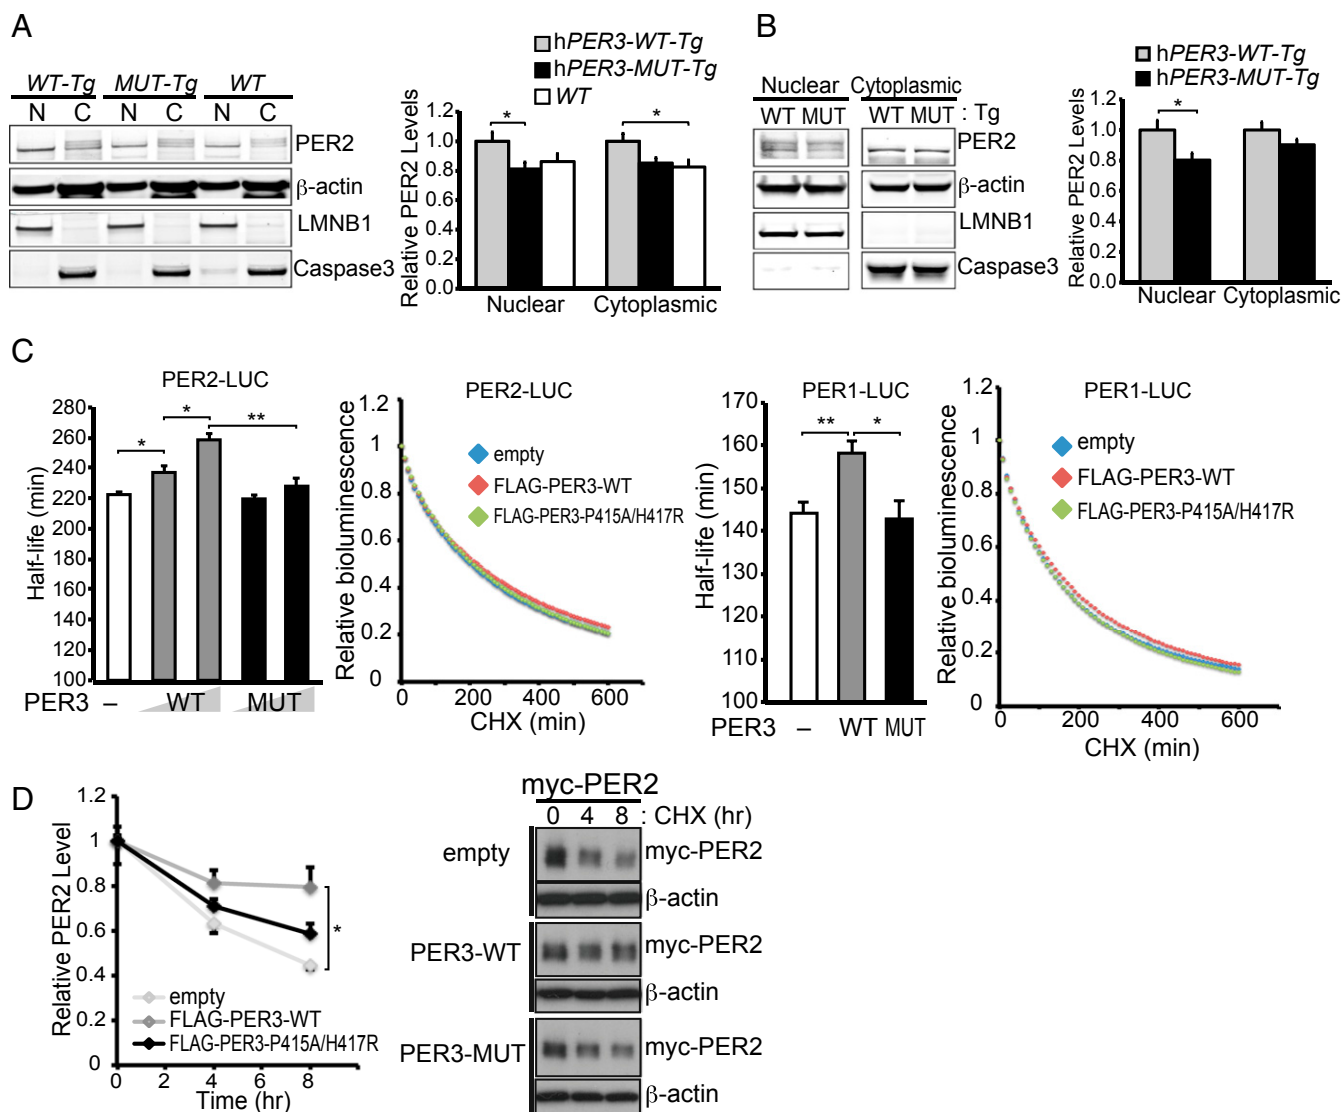 A
WT-Tg MUT-Tg WT
N C N C N C
PER2
β-actin
LMNB1
Caspase3
hPER3-WT-Tg
hPER3-MUT-Tg
WT
Relative PER2 Levels
1.2
1.0
0.8
0.6
0.4
0.2
0.0
*
*
Nuclear Cytoplasmic
B
Nuclear Cytoplasmic
WT MUT WT MUT : Tg
PER2
β-actin
LMNB1
Caspase3
hPER3-WT-Tg
hPER3-MUT-Tg
Relative PER2 Levels
1.2
1.0
0.8
0.6
0.4
0.2
0.0
*
Nuclear Cytoplasmic
C
PER2-LUC
Half-life (min)
280
260
240
220
200
180
160
140
120
100
* * **
PER3 – WT MUT
PER2-LUC
Relative bioluminescence
1.2
1
0.8
0.6
0.4
0.2
0
empty
FLAG-PER3-WT
FLAG-PER3-P415A/H417R
0 200 400 600
CHX (min)
PER1-LUC
Half-life (min)
170
160
150
140
130
120
110
100
** *
PER3 – WT MUT
PER1-LUC
Relative bioluminescence
1.2
1
0.8
0.6
0.4
0.2
0
empty
FLAG-PER3-WT
FLAG-PER3-P415A/H417R
0 200 400 600
CHX (min)
D
Relative PER2 Level
1.2
1
0.8
0.6
0.4
0.2
0
*
empty
FLAG-PER3-WT
FLAG-PER3-P415A/H417R
0 2 4 6 8
Time (hr)
myc-PER2
0 4 8 : CHX (hr)
empty
myc-PER2
β-actin
PER3-WT
myc-PER2
β-actin
PER3-MUT
myc-PER2
β-actin